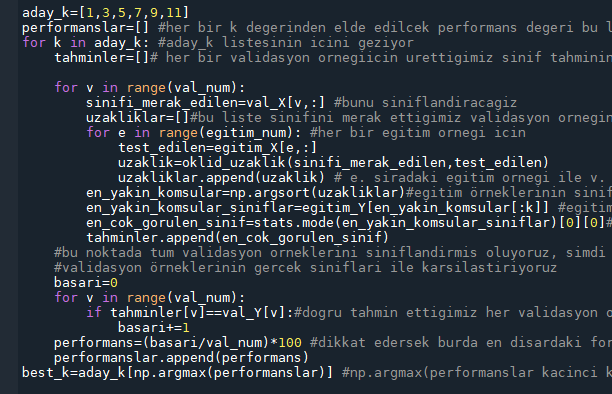 aday_k=[1,3,5,7,9,11]
performanslar=[] #her bir k degerinden elde edilcek performans degeri bu l
for k in aday_k: #aday_k listesinin icini geziyor
    tahminler=[]# her bir validasyon ornegiicin urettigimiz sinif tahminin

    for v in range(val_num):
        sinifi_merak_edilen=val_X[v,:] #bunu siniflandiracagiz
        uzakliklar=[]#bu liste sinifini merak ettigimiz validasyon ornegin
        for e in range(egitim_num): #her bir egitim ornegi icin
            test_edilen=egitim_X[e,:]
            uzaklik=oklid_uzaklik(sinifi_merak_edilen,test_edilen)
            uzakliklar.append(uzaklik) # e. siradaki egitim ornegi ile v.
        en_yakin_komsular=np.argsort(uzakliklar)#egitim örneklerinin sinif
        en_yakin_komsular_siniflar=egitim_Y[en_yakin_komsular[:k]] #egitim
        en_cok_gorulen_sinif=stats.mode(en_yakin_komsular_siniflar)[0][0]#
        tahminler.append(en_cok_gorulen_sinif)
    #bu noktada tum validasyon orneklerini siniflandirmis oluyoruz, simdi
    #validasyon örneklerinin gercek siniflari ile karsilastiriyoruz
    basari=0
    for v in range(val_num):
        if tahminler[v]==val_Y[v]:#dogru tahmin ettigimiz her validasyon o
            basari+=1
    performans=(basari/val_num)*100 #dikkat edersek burda en disardaki for
    performanslar.append(performans)
best_k=aday_k[np.argmax(performanslar)] #np.argmax(performanslar kacinci k